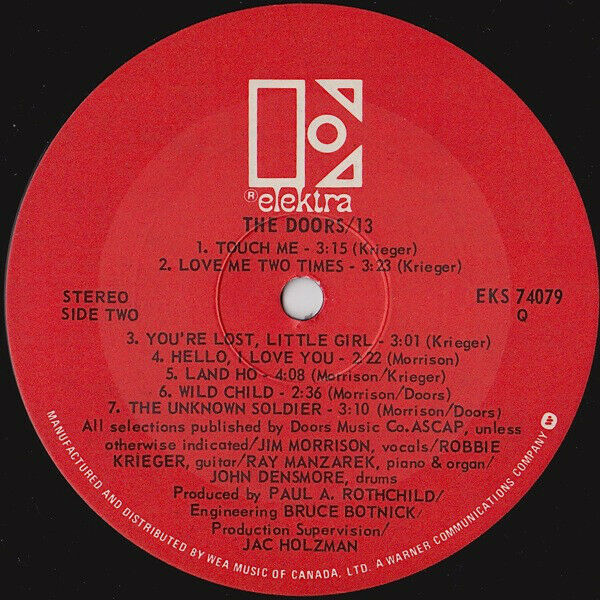 ® elektra
THE DOORS/13
1. TOUCH ME - 3:15 (Krieger)
2. LOVE ME TWO TIMES - 3:23 (Krieger)
STEREO
SIDE TWO
EKS 74079
Q
3. YOU'RE LOST, LITTLE GIRL - 3:01 (Krieger)
4. HELLO, I LOVE YOU - 2:22 (Morrison)
5. LAND HO - 4:08 (Morrison/Krieger)
6. WILD CHILD - 2:36 (Morrison/Doors)
7. THE UNKNOWN SOLDIER - 3:10 (Morrison/Doors)
All selections published by Doors Music Co. ASCAP, unless
otherwise indicated/JIM MORRISON, vocals/ROBBIE
KRIEGER, guitar/RAY MANZAREK, piano & organ/
JOHN DENSMORE, drums
Produced by PAUL A. ROTHCHILD/
Engineering BRUCE BOTNICK/
Production Supervision/
JAC HOLZMAN
MANUFACTURED AND DISTRIBUTED BY WEA MUSIC OF CANADA, LTD. A WARNER COMMUNICATIONS COMPANY